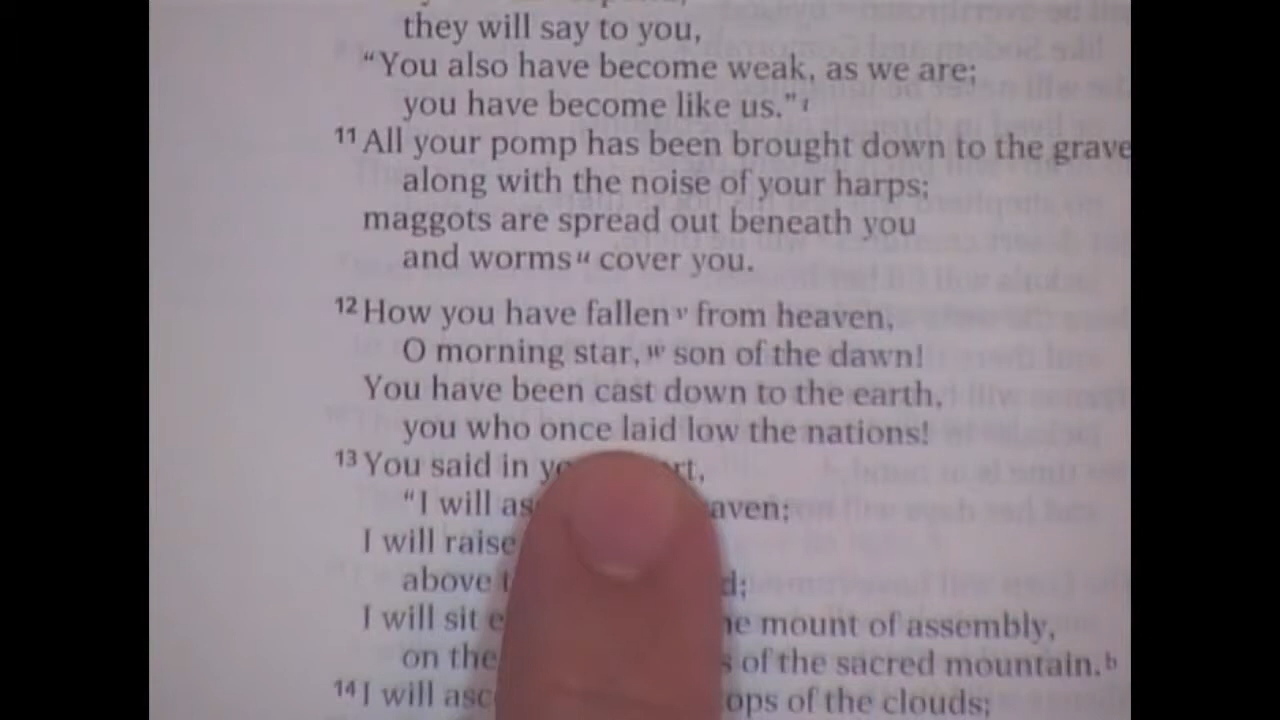 they will say to you,
“You also have become weak, as we are;
you have become like us.” t
11 All your pomp has been brought down to the grave
along with the noise of your harps;
maggots are spread out beneath you
and worms u cover you.
12 How you have fallen v from heaven,
O morning star, w son of the dawn!
You have been cast down to the earth,
you who once laid low the nations!
13 You said in
“I will
I will raise
above
I will sit mount of assembly,
on the of the sacred mountain. b
14 I will of the clouds;